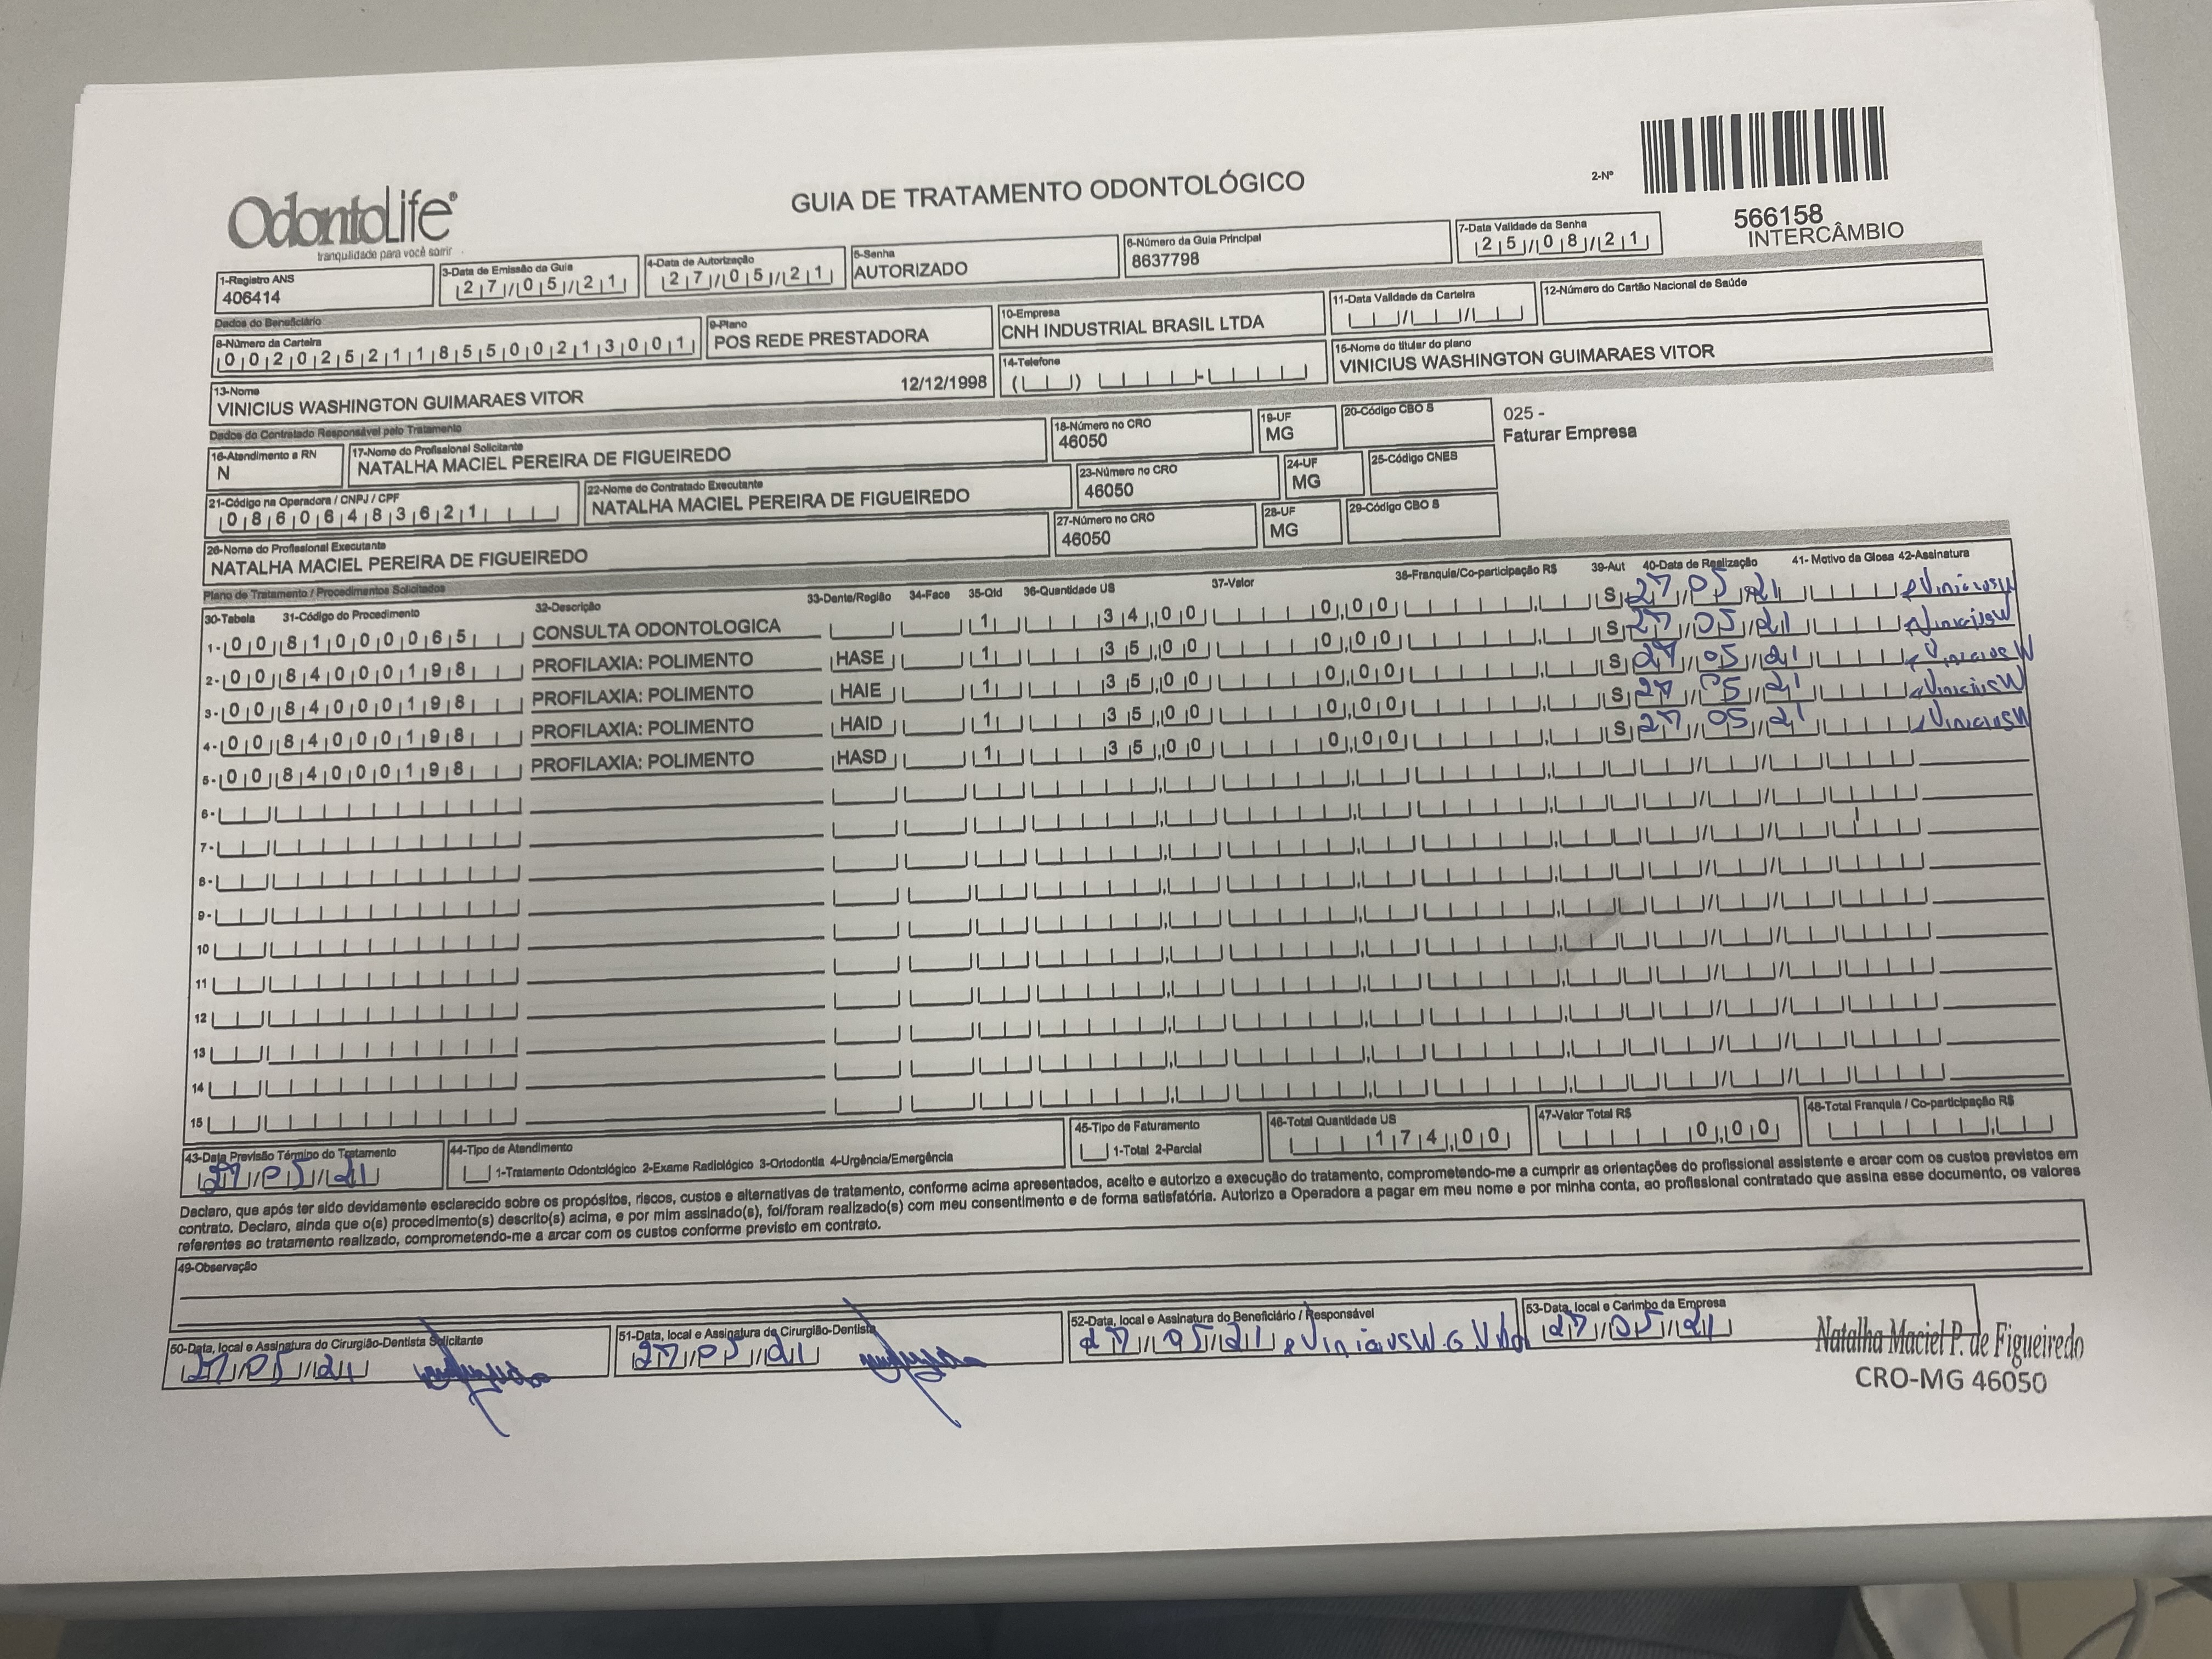 OdontoLife®
tranquilidade para você sorrir
GUIA DE TRATAMENTO ODONTOLÓGICO
2-Nº
566158
INTERCÂMBIO
1-Registro ANS
406414
3-Data de Emissão da Guia
27/05/21
4-Data de Autorização
27/05/21
5-Senha
AUTORIZADO
6-Número da Guia Principal
8637798
7-Data Validade da Senha
25/08/21
Dados do Beneficiário
8-Número da Carteira
00202521185500213001
9-Plano
POS REDE PRESTADORA
10-Empresa
CNH INDUSTRIAL BRASIL LTDA
11-Data Validade da Carteira
12-Número do Cartão Nacional de Saúde
13-Nome
VINICIUS WASHINGTON GUIMARAES VITOR 12/12/1998
14-Telefone
15-Nome do titular do plano
VINICIUS WASHINGTON GUIMARAES VITOR
Dados do Contratado Responsável pelo Tratamento
16-Atendimento a RN
N
17-Nome do Profissional Solicitante
NATALHA MACIEL PEREIRA DE FIGUEIREDO
18-Número no CRO
46050
19-UF
MG
20-Código CBO S
025 -
Faturar Empresa
21-Código na Operadora / CNPJ / CPF
08606483621
22-Nome do Contratado Executante
NATALHA MACIEL PEREIRA DE FIGUEIREDO
23-Número no CRO
46050
24-UF
MG
25-Código CNES
26-Nome do Profissional Executante
NATALHA MACIEL PEREIRA DE FIGUEIREDO
27-Número no CRO
46050
28-UF
MG
29-Código CBO S
Plano de Tratamento / Procedimentos Solicitados
30-Tabela 31-Código do Procedimento 32-Descrição 33-Dente/Região 34-Face 35-Qtd 36-Quantidade US 37-Valor 38-Franquia/Co-participação R$ 39-Aut 40-Data de Realização 41- Motivo da Glosa 42-Assinatura
1- 00 81000065 CONSULTA ODONTOLOGICA 1 34,00 0,00 S 27/05/21 ViniciusW
2- 00 84000198 PROFILAXIA: POLIMENTO HASE 1 35,00 0,00 S 27/05/21 ViniciusW
3- 00 84000198 PROFILAXIA: POLIMENTO HAIE 1 35,00 0,00 S 27/05/21 ViniciusW
4- 00 84000198 PROFILAXIA: POLIMENTO HAID 1 35,00 0,00 S 27/05/21 ViniciusW
5- 00 84000198 PROFILAXIA: POLIMENTO HASD 1 35,00 0,00 S 27/05/21 ViniciusW
6-
7-
8-
9-
10
11
12
13
14
15
43-Data Previsão Término do Tratamento
27/05/21
44-Tipo de Atendimento
1-Tratamento Odontológico 2-Exame Radiológico 3-Ortodontia 4-Urgência/Emergência
45-Tipo de Faturamento
1-Total 2-Parcial
46-Total Quantidade US
174,00
47-Valor Total R$
0,00
48-Total Franquia / Co-participação R$
Declaro, que após ter sido devidamente esclarecido sobre os propósitos, riscos, custos e alternativas de tratamento, conforme acima apresentados, aceito e autorizo a execução do tratamento, comprometendo-me a cumprir as orientações do profissional assistente e arcar com os custos previstos em
contrato. Declaro, ainda que o(s) procedimento(s) descrito(s) acima, e por mim assinado(s), foi/foram realizado(s) com meu consentimento e de forma satisfatória. Autorizo a Operadora a pagar em meu nome e por minha conta, ao profissional contratado que assina esse documento, os valores
referentes ao tratamento realizado, comprometendo-me a arcar com os custos conforme previsto em contrato.
49-Observação
50-Data, local e Assinatura do Cirurgião-Dentista Solicitante
27/05/21
51-Data, local e Assinatura do Cirurgião-Dentista
27/05/21
52-Data, local e Assinatura do Beneficiário / Responsável
27/05/21 ViniciusW.G.
53-Data, local e Carimbo da Empresa
27/05/21
Natalha Maciel P. de Figueiredo
CRO-MG 46050